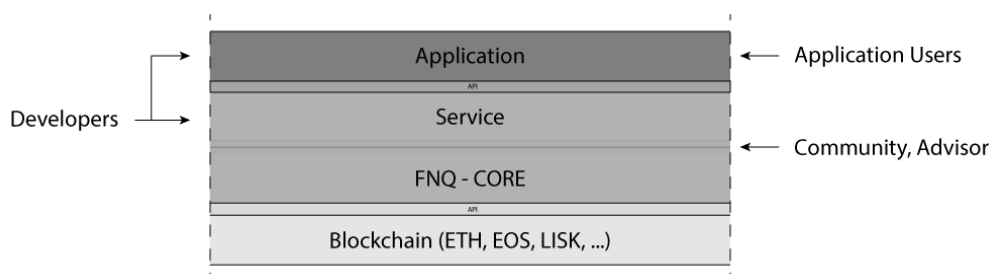 Application
Application Users
API
Developers
Service
Community, Advisor
FNQ - CORE
API
Blockchain (ETH, EOS, LISK, ...)